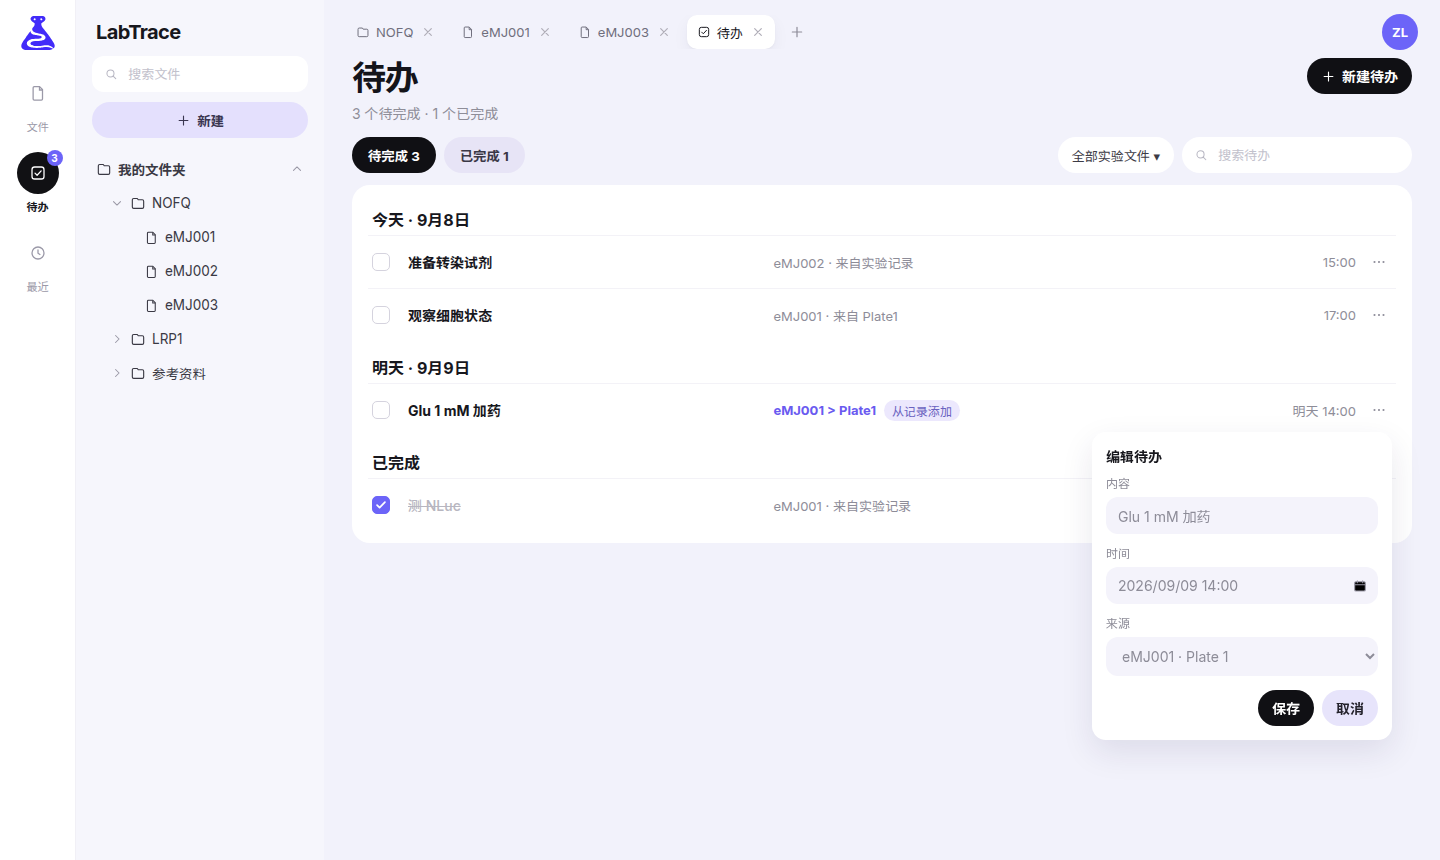 LabTrace
搜索文件
新建
文件
3
待办
最近
我的文件夹
NOFQ
eMJ001
eMJ002
eMJ003
LRP1
参考资料
NOFQ
eMJ001
eMJ003
待办
ZL
待办
新建待办
3 个待完成 · 1 个已完成
待完成 3
已完成 1
全部实验文件 ▾
搜索待办
今天 · 9月8日
准备转染试剂
eMJ002 · 来自实验记录
15:00
观察细胞状态
eMJ001 · 来自 Plate1
17:00
明天 · 9月9日
Glu 1 mM 加药
eMJ001 > Plate1
从记录添加
明天 14:00
已完成
测 NLuc
eMJ001 · 来自实验记录
编辑待办
内容
Glu 1 mM 加药
时间
2026/09/09 14:00
来源
eMJ001 · Plate 1
保存
取消